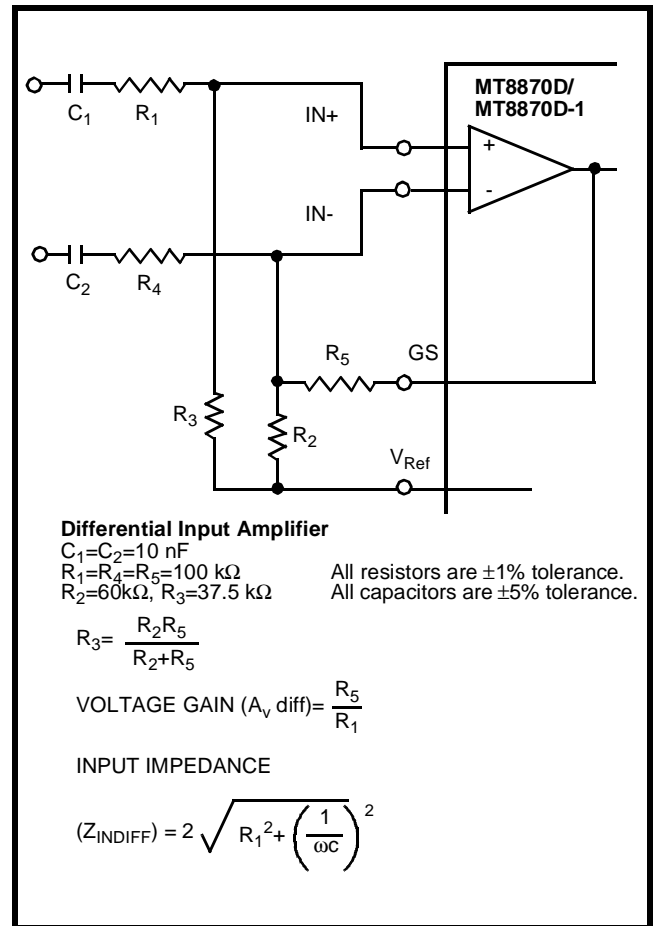 MT8870D/
MT8870D-1
C1
R1
IN+
+
-
IN-
C2
R4
R5
GS
R3
R2
VRef
Differential Input Amplifier
C1=C2=10 nF
R1=R4=R5=100 kΩ All resistors are ±1% tolerance.
R2=60kΩ, R3=37.5 kΩ All capacitors are ±5% tolerance.
R3= R2R5
R2+R5
VOLTAGE GAIN (Av diff)= R5
R1
INPUT IMPEDANCE
(ZINDIFF) = 2 √ R1²+ (1
ωc) ²